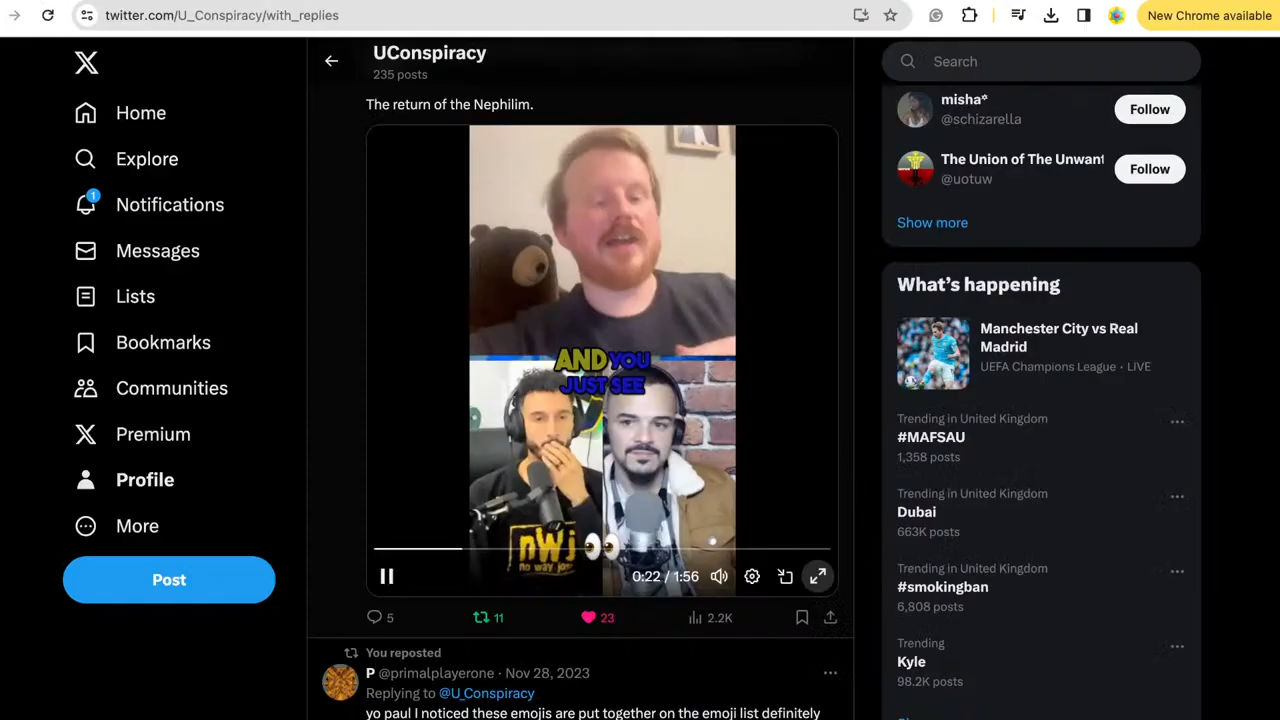 twitter.com/U_Conspiracy/with_replies
New Chrome available
Home
Explore
1
Notifications
Messages
Lists
Bookmarks
Communities
Premium
Profile
More
Post
UConspiracy
235 posts
The return of the Nephilim.
AND YOU
JUST SEE
nWj
no way jose
0:22 / 1:56
5
11
23
2.2K
You reposted
P @primalplayerone · Nov 28, 2023
Replying to @U_Conspiracy
yo paul I noticed these emojis are put together on the emoji list definitely
Search
misha*
@schizarella
Follow
The Union of The Unwant
@uotuw
Follow
Show more
What's happening
Manchester City vs Real
Madrid
UEFA Champions League · LIVE
Trending in United Kingdom
#MAFSAU
1,358 posts
Trending in United Kingdom
Dubai
663K posts
Trending in United Kingdom
#smokingban
6,808 posts
Trending
Kyle
98.2K posts